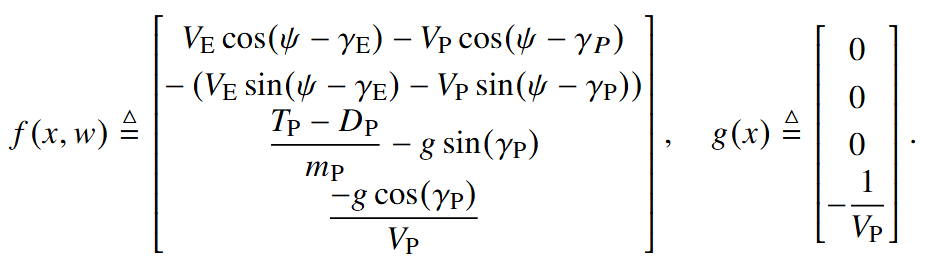 f(x, w) ≜ [ V_E cos(ψ − γ_E) − V_P cos(ψ − γ_P)
− (V_E sin(ψ − γ_E) − V_P sin(ψ − γ_P))
(T_P − D_P) / m_P − g sin(γ_P)
−g cos(γ_P) / V_P ] , g(x) ≜ [ 0
0
0
− 1 / V_P ] .